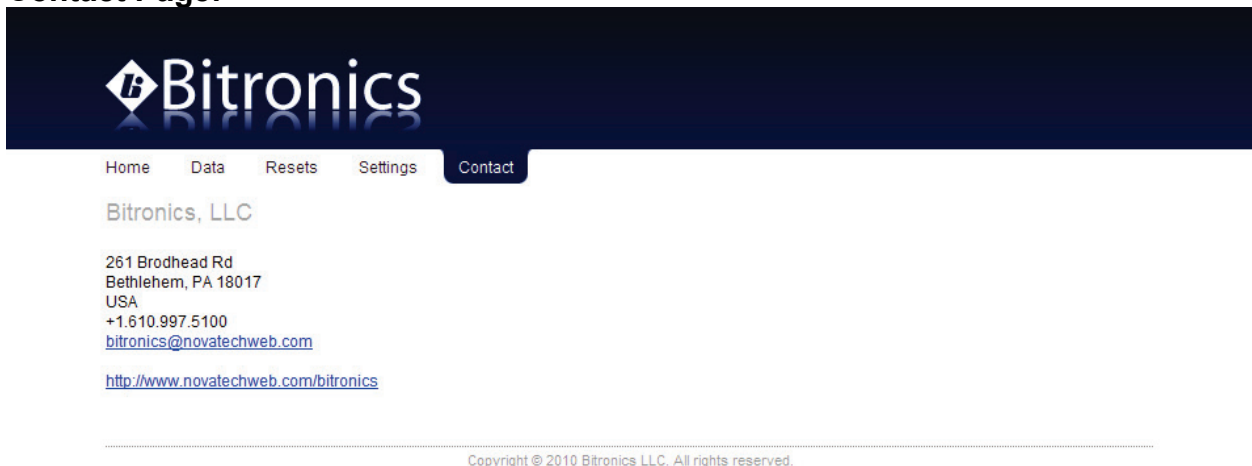 Contact Page:
Bitronics
Home Data Resets Settings Contact
Bitronics, LLC
261 Brodhead Rd
Bethlehem, PA 18017
USA
+1.610.997.5100
bitronics@novatechweb.com
http://www.novatechweb.com/bitronics
Copyright © 2010 Bitronics LLC. All rights reserved.